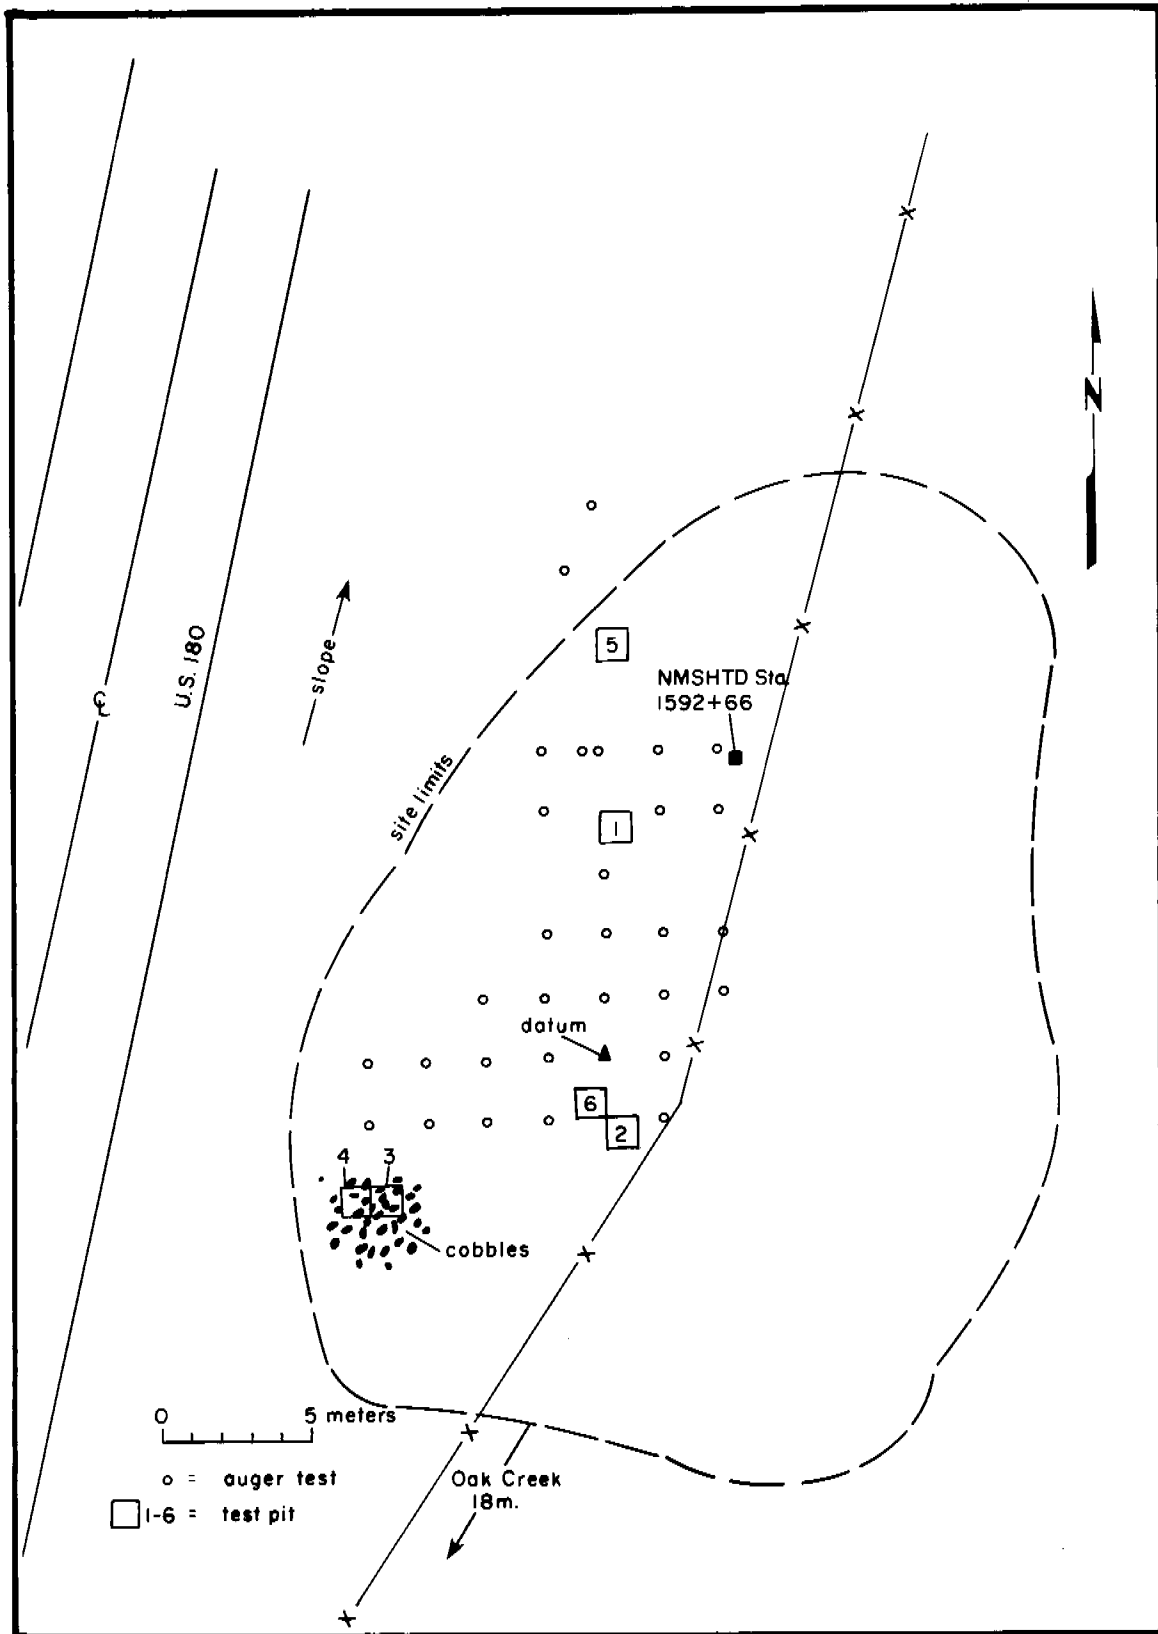 N
5
NMSHTD Sta.
1592+66
slope
U.S. 180
℄
site limits
1
datum
6
2
4 3
cobbles
0 5 meters
o = auger test
1-6 = test pit
Oak Creek
18m.